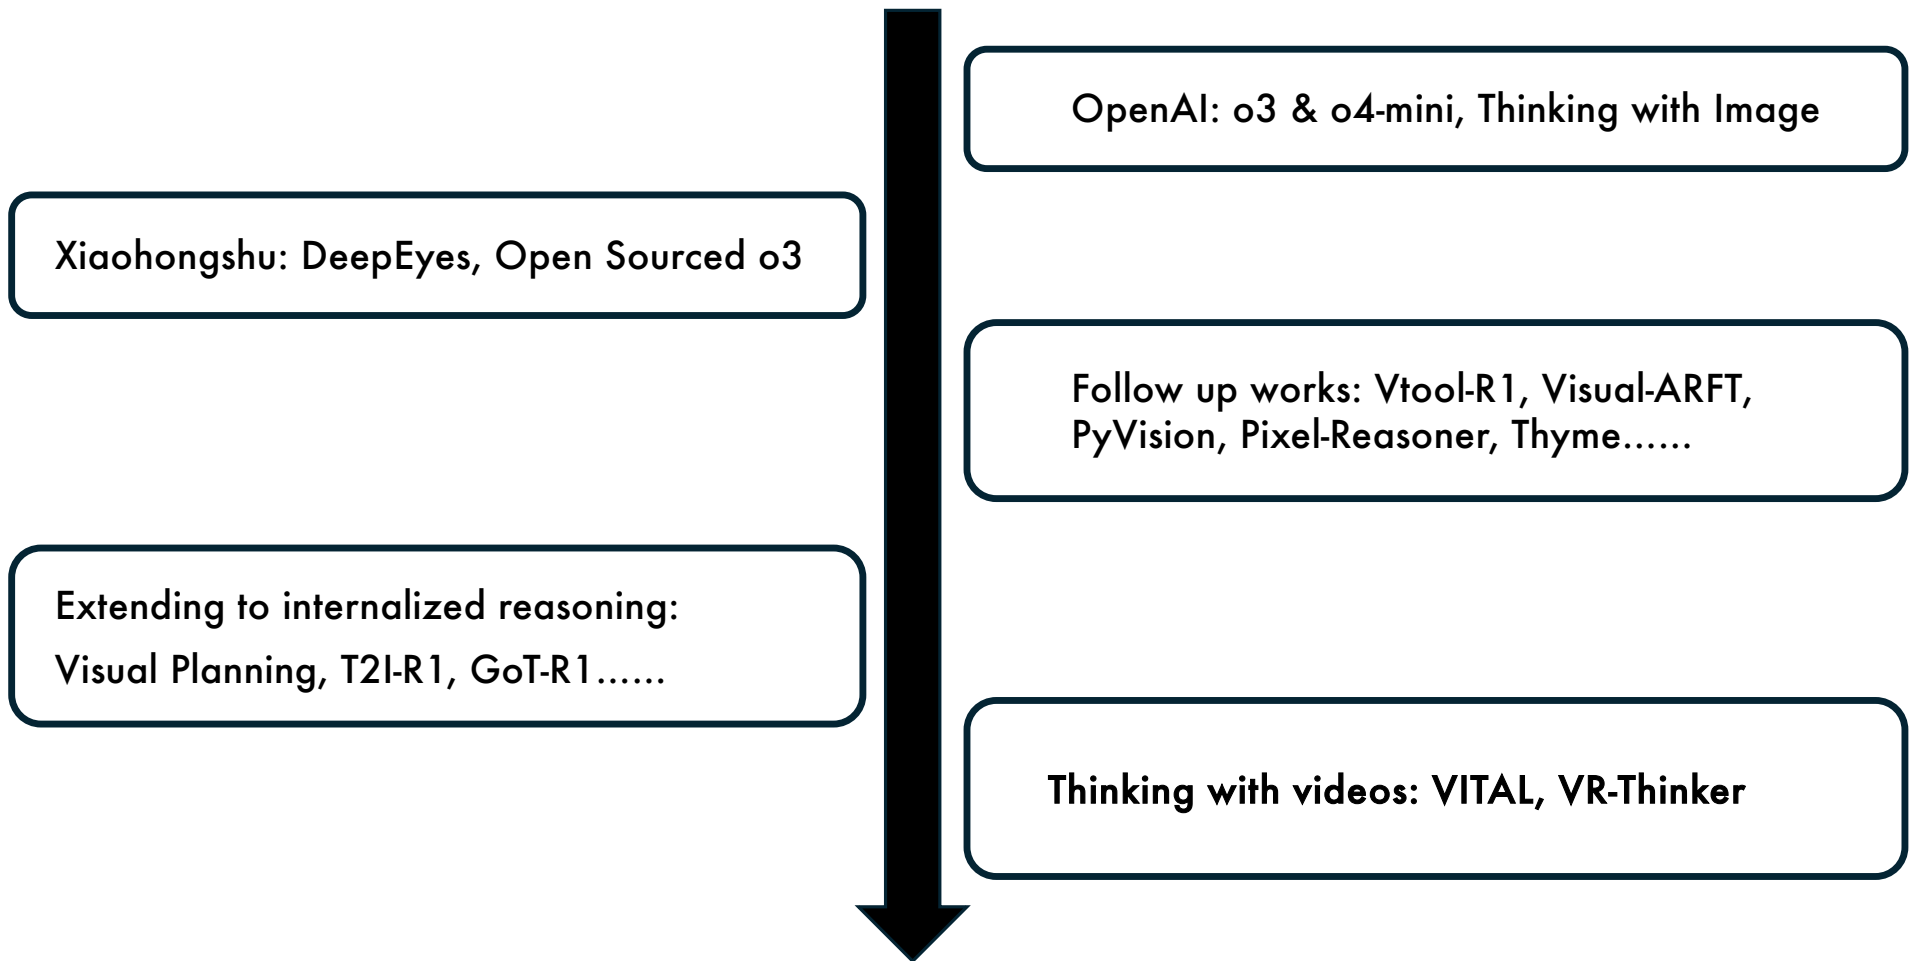 OpenAI: o3 & o4-mini, Thinking with Image
Xiaohongshu: DeepEyes, Open Sourced o3
Follow up works: Vtool-R1, Visual-ARFT,
PyVision, Pixel-Reasoner, Thyme......
Extending to internalized reasoning:
Visual Planning, T2I-R1, GoT-R1......
Thinking with videos: VITAL, VR-Thinker